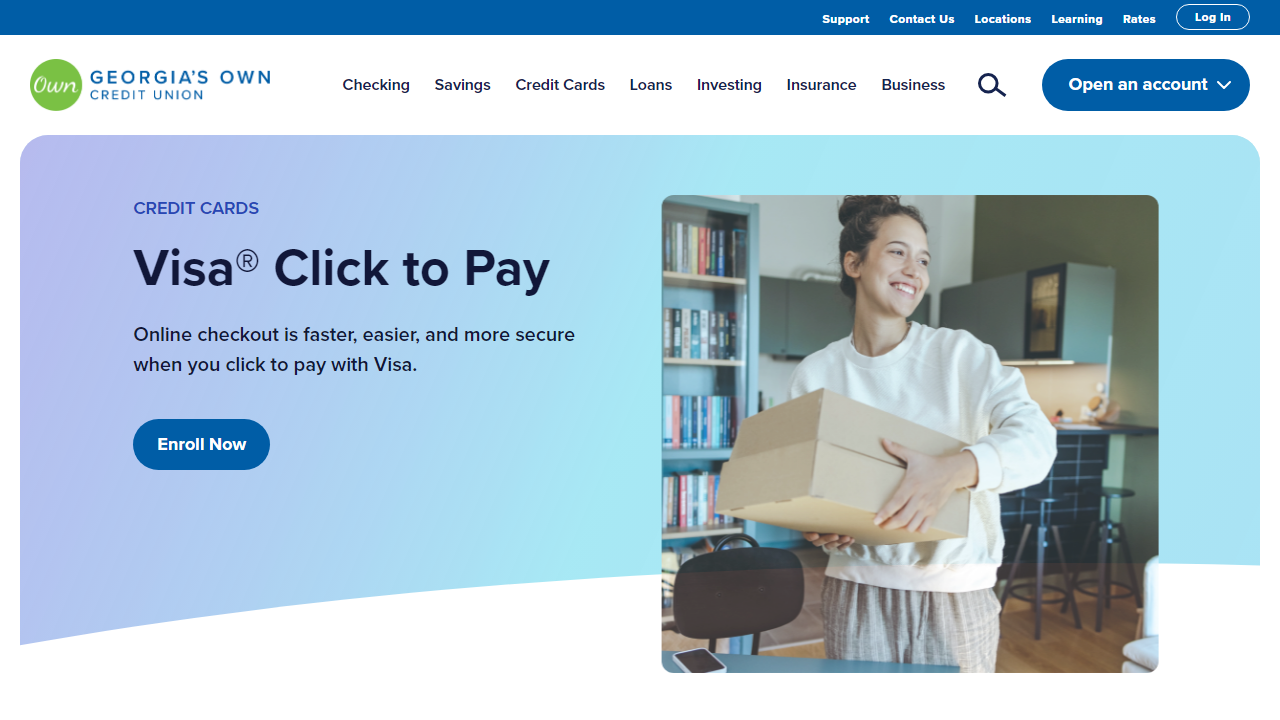 Support Contact Us Locations Learning Rates Log In
Own GEORGIA'S OWN
CREDIT UNION
Checking Savings Credit Cards Loans Investing Insurance Business Open an account
CREDIT CARDS
Visa® Click to Pay
Online checkout is faster, easier, and more secure
when you click to pay with Visa.
Enroll Now